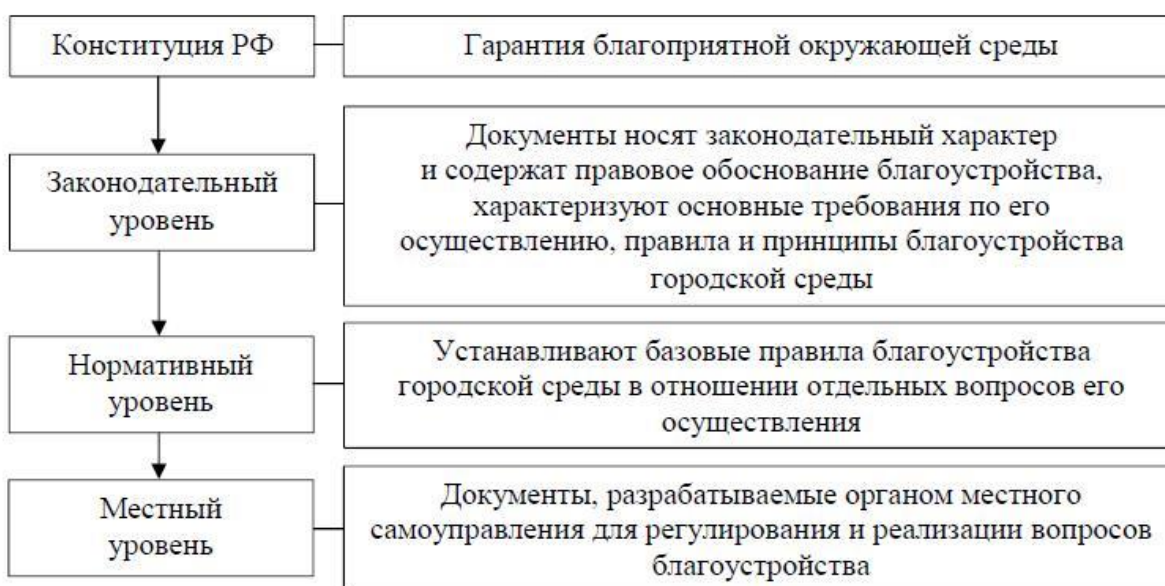 Конституция РФ
Гарантия благоприятной окружающей среды
Законодательный
уровень
Документы носят законодательный характер
и содержат правовое обоснование благоустройства,
характеризуют основные требования по его
осуществлению, правила и принципы благоустройства
городской среды
Нормативный
уровень
Устанавливают базовые правила благоустройства
городской среды в отношении отдельных вопросов его
осуществления
Местный
уровень
Документы, разрабатываемые органом местного
самоуправления для регулирования и реализации вопросов
благоустройства